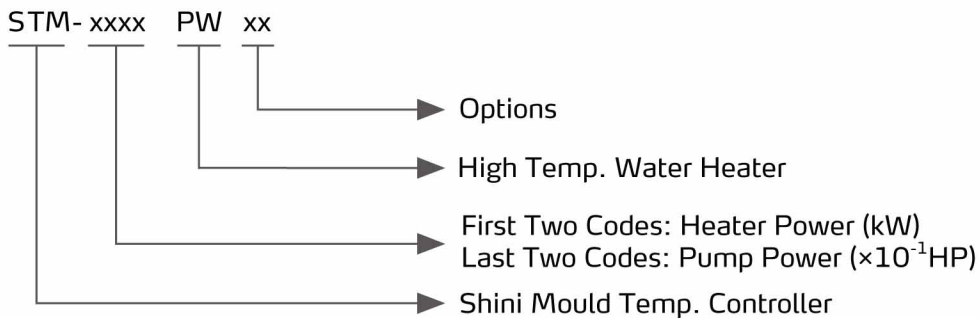 STM- xxxx PW xx
Options
High Temp. Water Heater
First Two Codes: Heater Power (kW)
Last Two Codes: Pump Power (×10⁻¹HP)
Shini Mould Temp. Controller